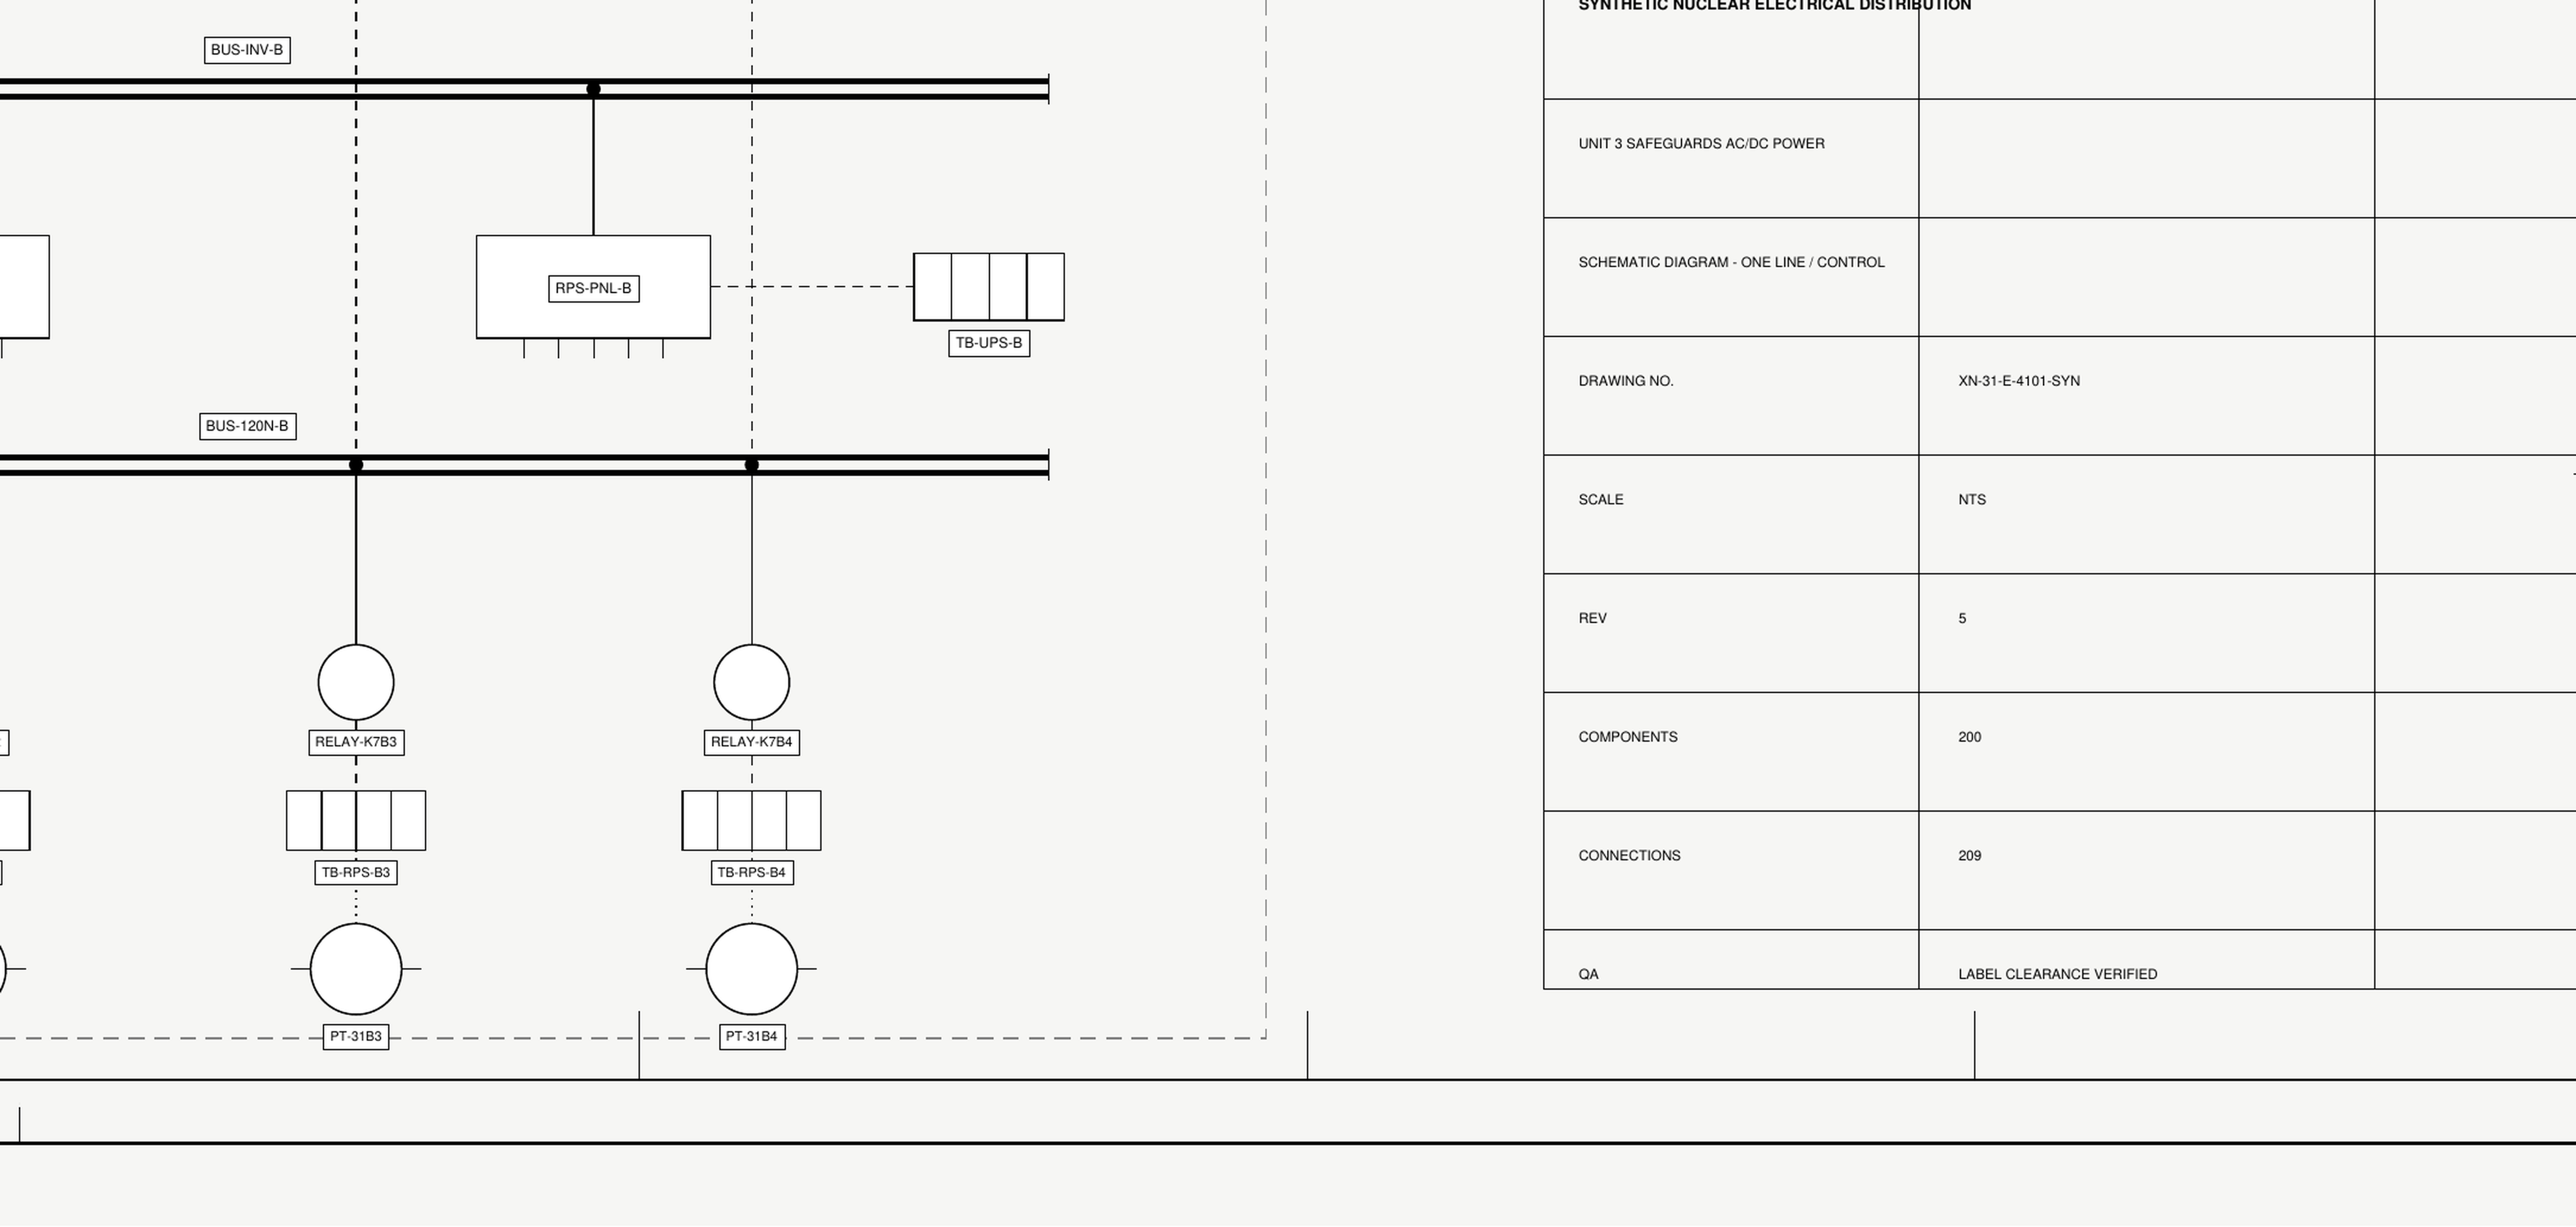 BUS-INV-B
RPS-PNL-B
TB-UPS-B
BUS-120N-B
RELAY-K7B3
RELAY-K7B4
TB-RPS-B3
TB-RPS-B4
PT-31B3
PT-31B4
SYNTHETIC NUCLEAR ELECTRICAL DISTRIBUTION
UNIT 3 SAFEGUARDS AC/DC POWER
SCHEMATIC DIAGRAM - ONE LINE / CONTROL
DRAWING NO. XN-31-E-4101-SYN
SCALE NTS
REV 5
COMPONENTS 200
CONNECTIONS 209
QA LABEL CLEARANCE VERIFIED